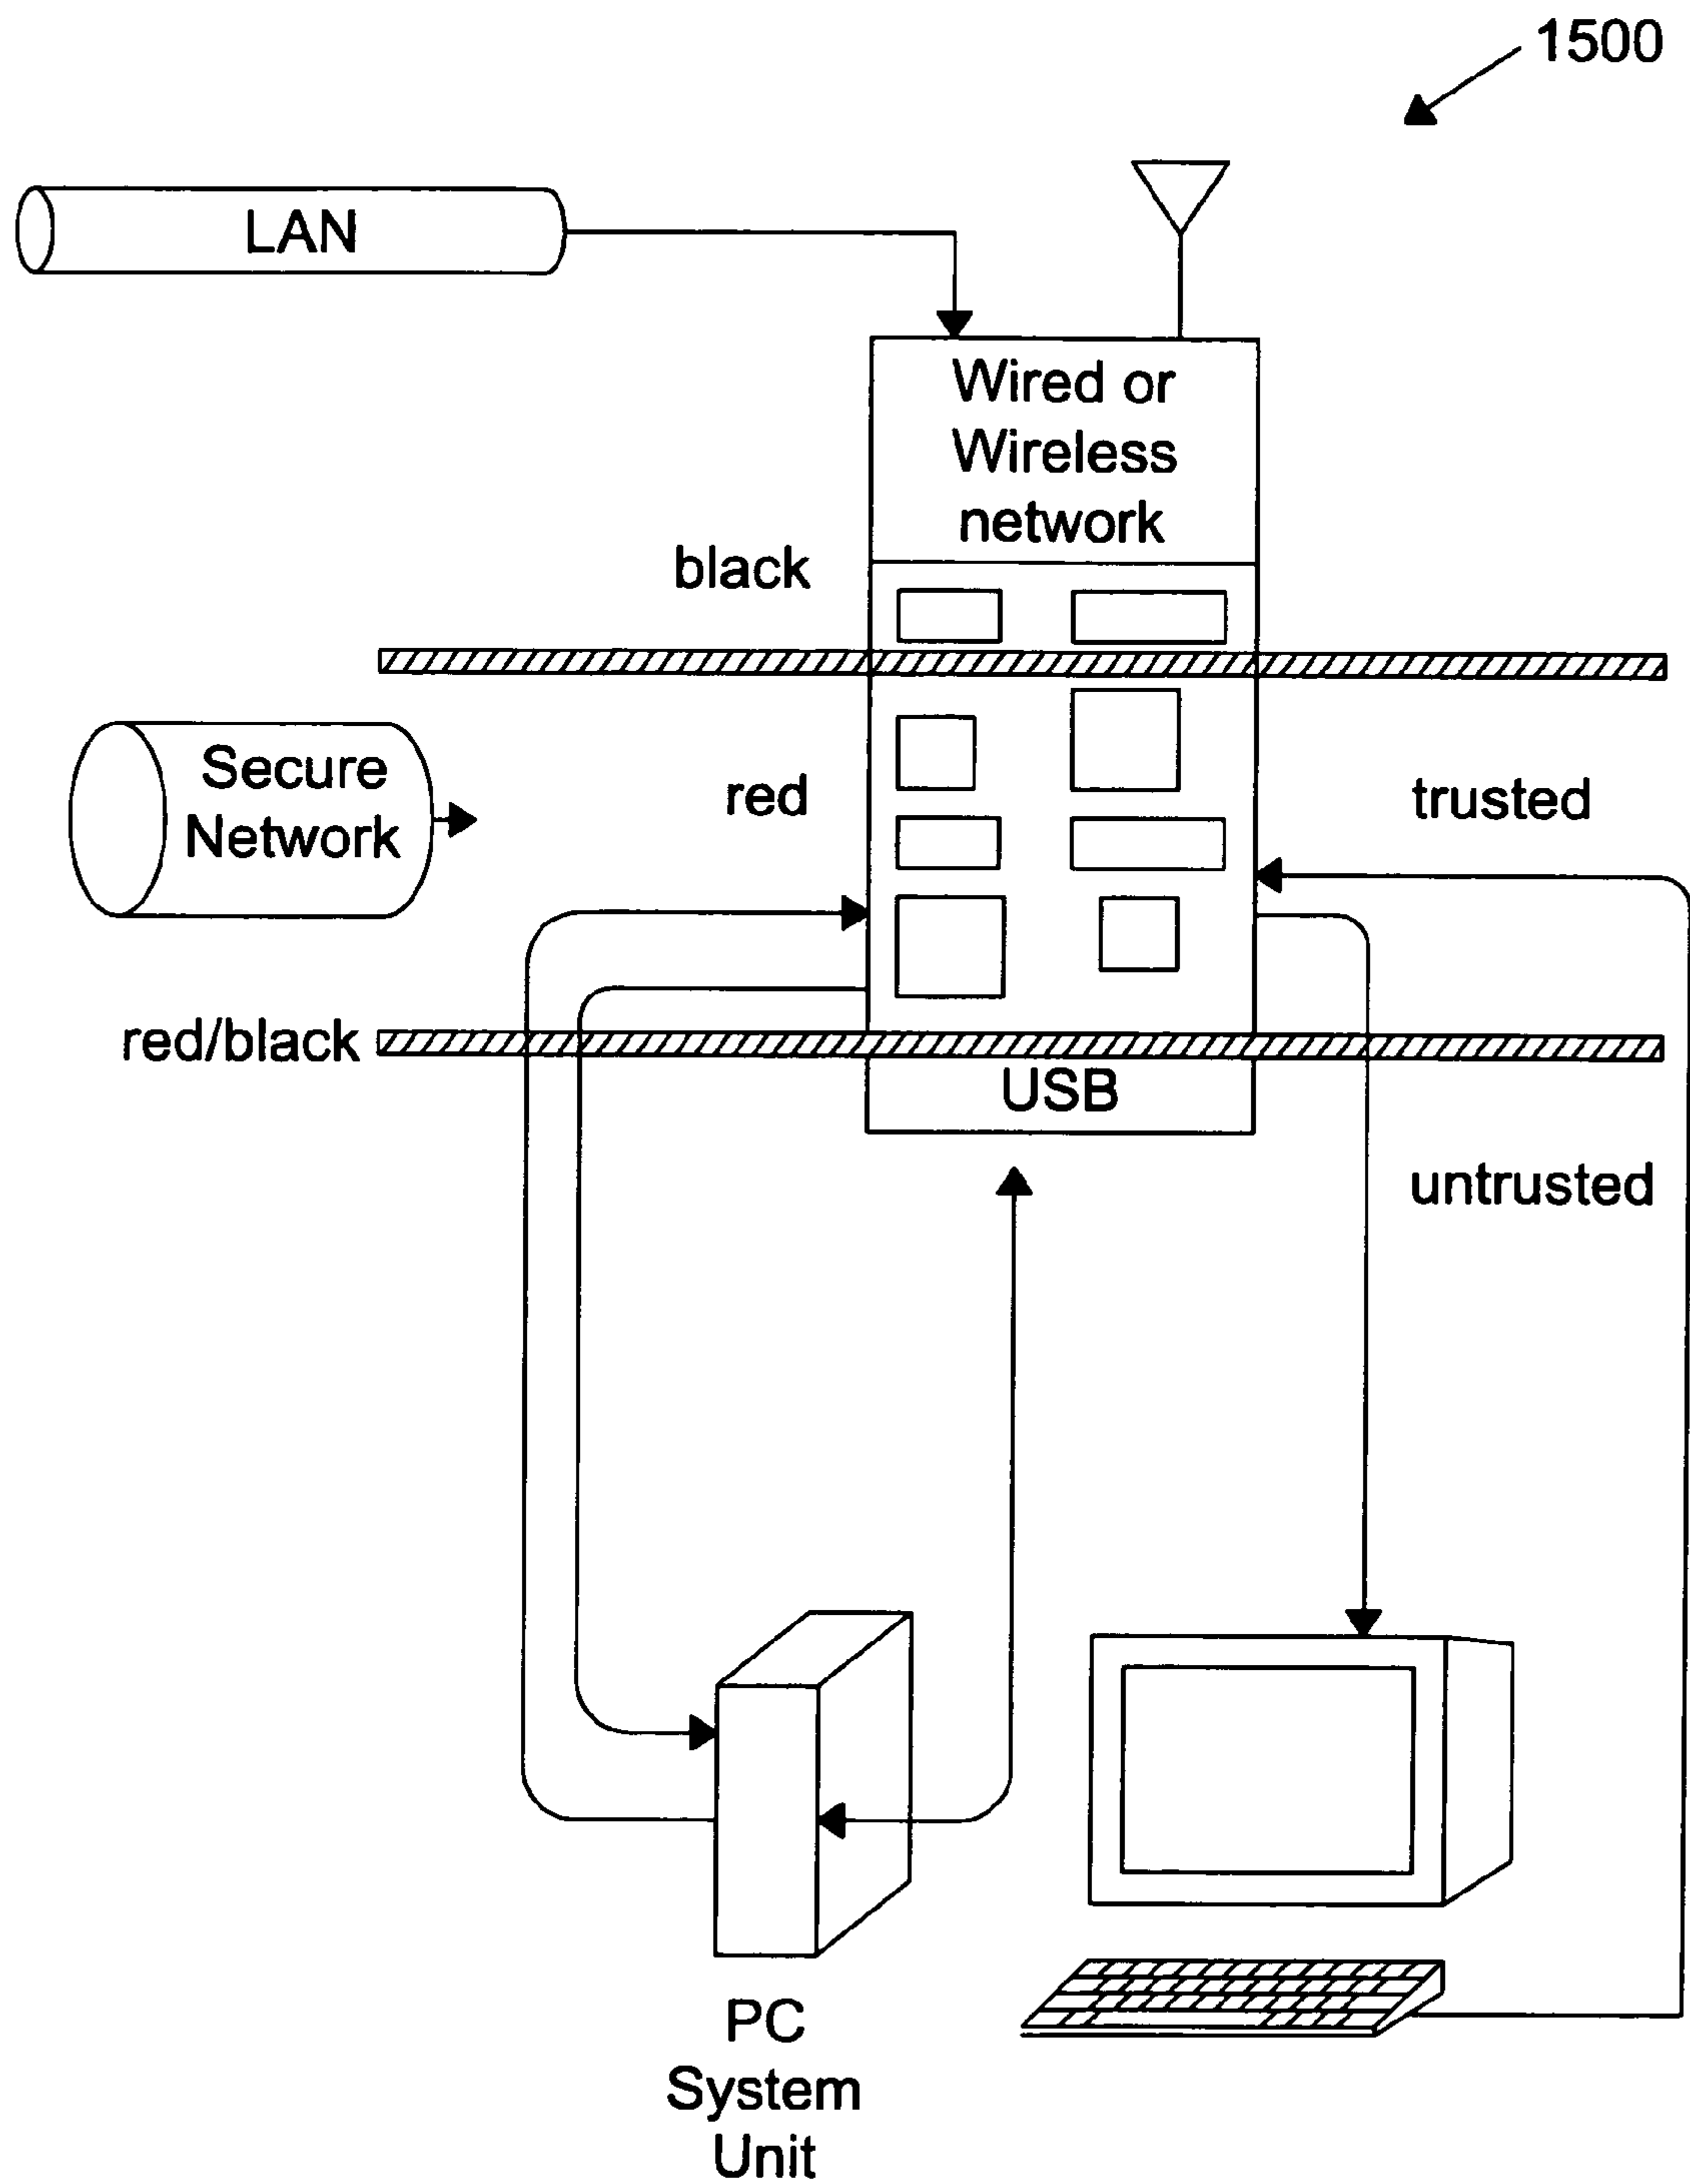 1500
LAN
Wired or
Wireless
network
black
Secure
Network
red
trusted
red/black
USB
untrusted
PC
System
Unit